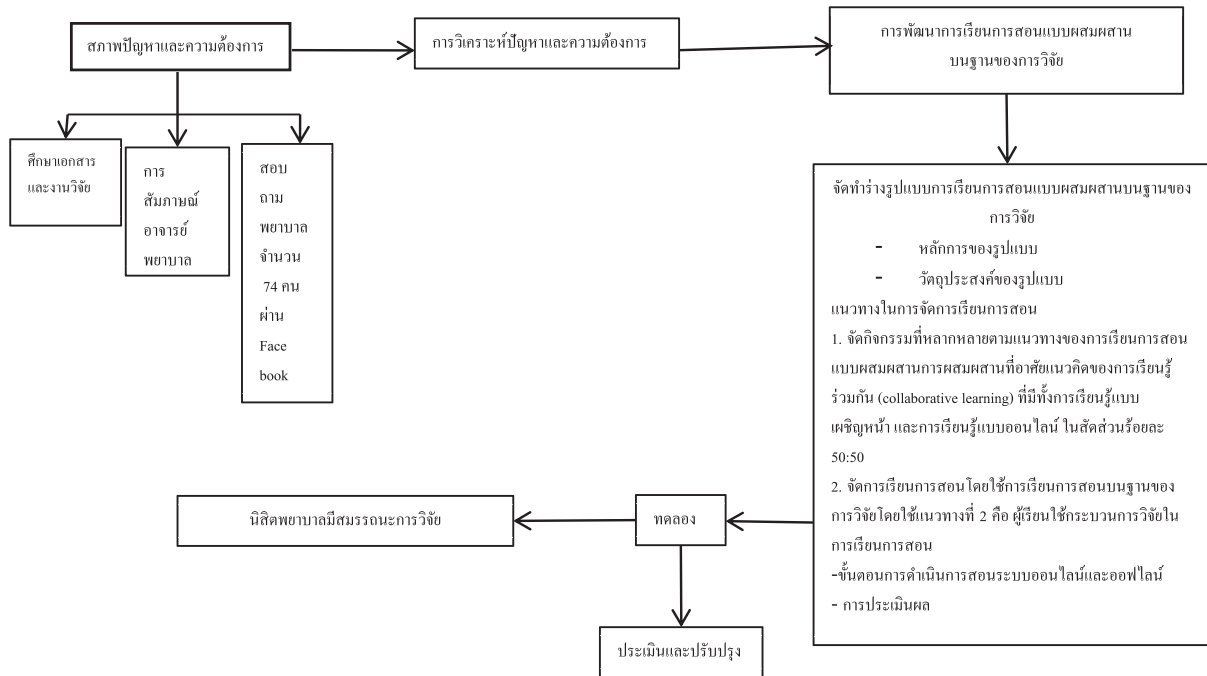 สภาพปัญหาและความต้องการ
การวิเคราะห์ปัญหาและความต้องการ
การพัฒนาการเรียนการสอนแบบผสมผสาน
บนฐานของการวิจัย
ศึกษาเอกสาร
และงานวิจัย
การ
สัมภาษณ์
อาจารย์
พยาบาล
สอบ
ถาม
พยาบาล
จำนวน
74 คน
ผ่าน
Face
book
จัดทำร่างรูปแบบการเรียนการสอนแบบผสมผสานบนฐานของ
การวิจัย
- หลักการของรูปแบบ
- วัตถุประสงค์ของรูปแบบ
แนวทางในการจัดการเรียนการสอน
1. จัดกิจกรรมที่หลากหลายตามแนวทางของการเรียนการสอน
แบบผสมผสานการผสมผสานที่อาศัยแนวคิดของการเรียนรู้
ร่วมกัน (collaborative learning) ที่มีทั้งการเรียนรู้แบบ
เผชิญหน้า และการเรียนรู้แบบออนไลน์ ในสัดส่วนร้อยละ
50:50
2. จัดการเรียนการสอนโดยใช้การเรียนการสอนบนฐานของ
การวิจัยโดยใช้แนวทางที่ 2 คือ ผู้เรียนใช้กระบวนการวิจัยใน
การเรียนการสอน
-ขั้นตอนการดำเนินการสอนระบบออนไลน์และออฟไลน์
- การประเมินผล
ทดลอง
นิสิตพยาบาลมีสมรรถนะการวิจัย
ประเมินและปรับปรุง